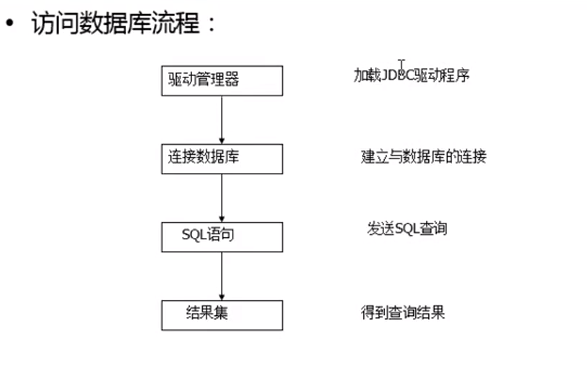 • 访问数据库流程：
驱动管理器 加载JDBC驱动程序
连接数据库 建立与数据库的连接
SQL语句 发送SQL查询
结果集 得到查询结果